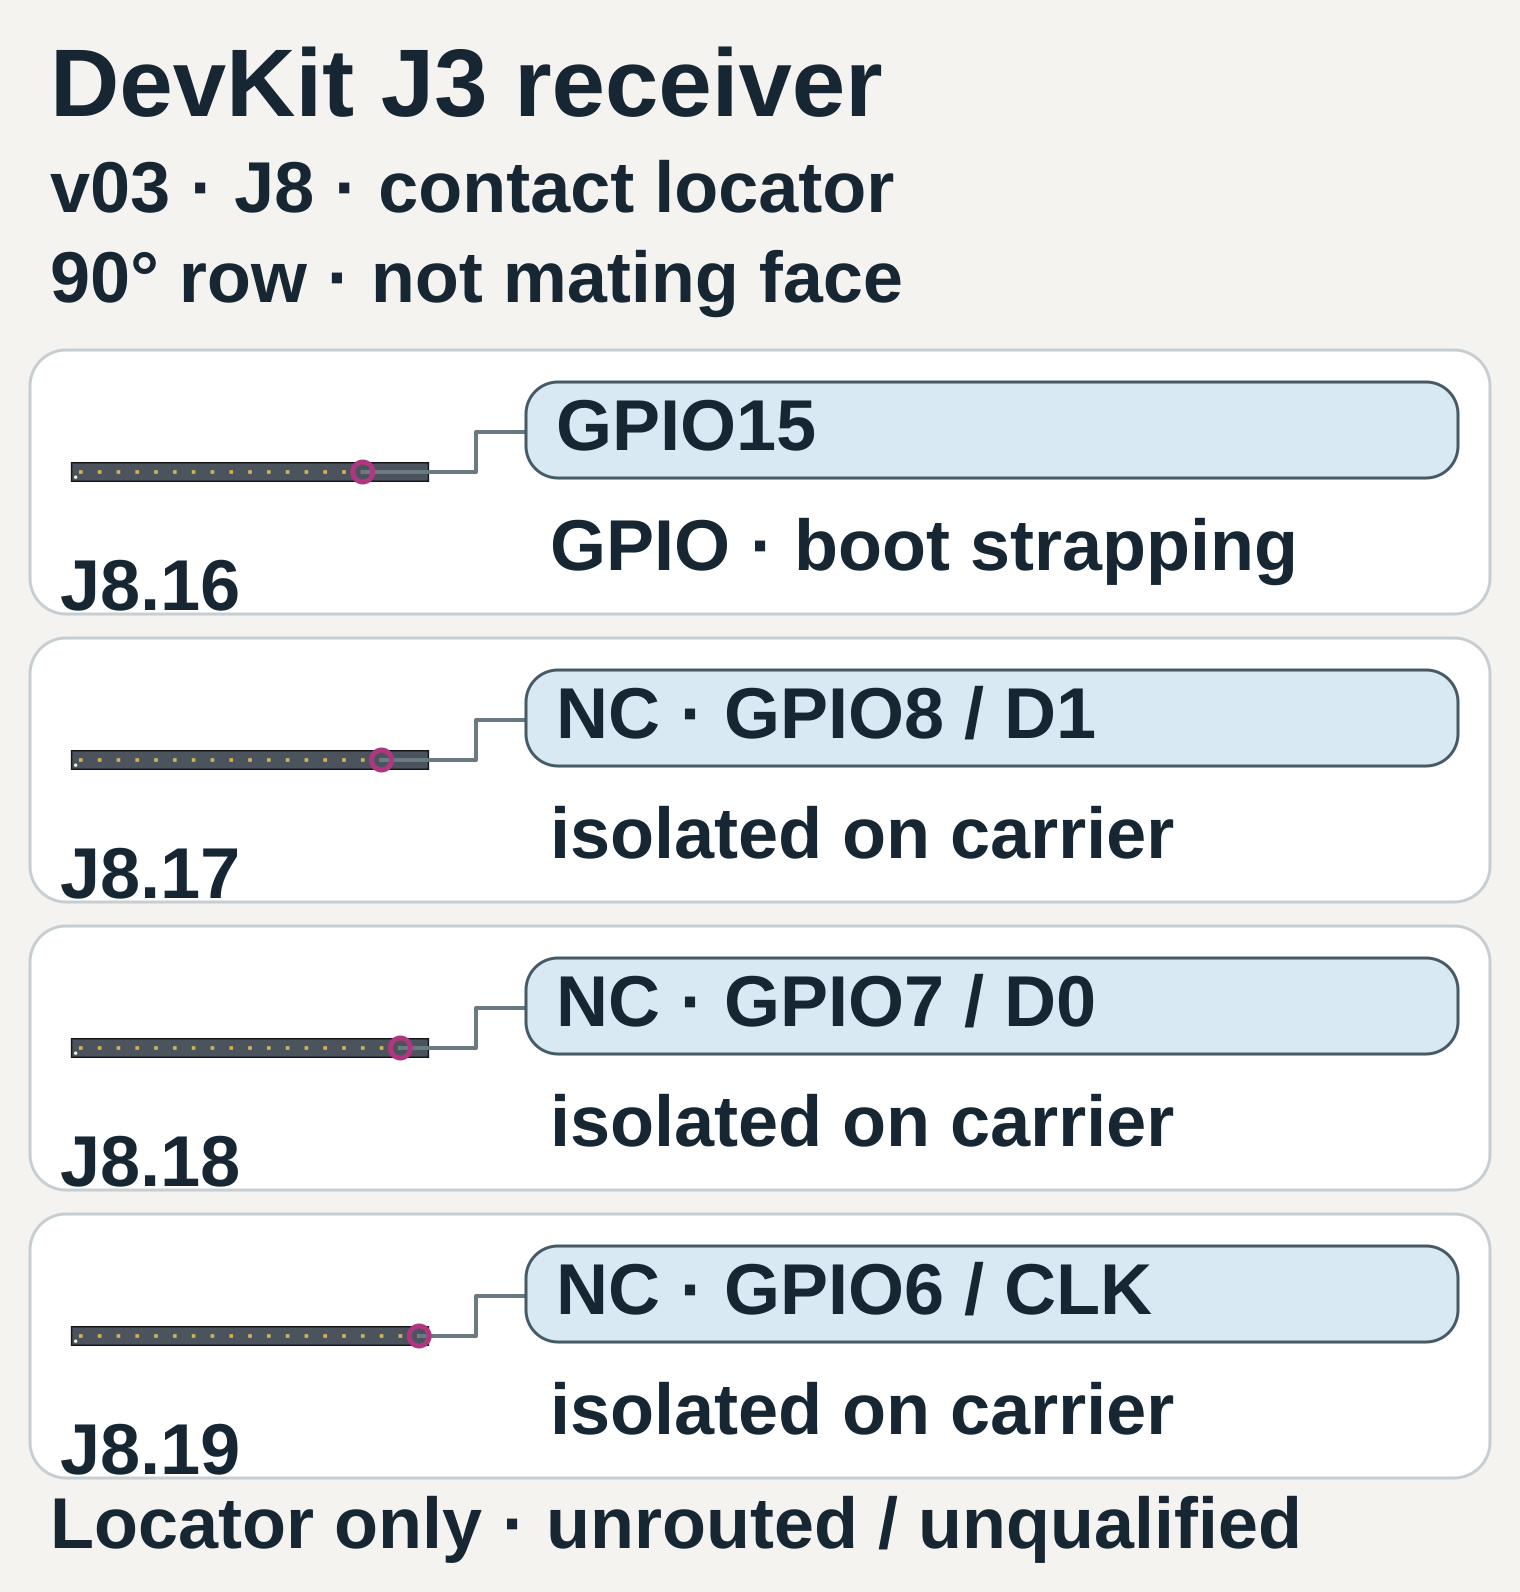 DevKit J3 receiver
v03 · J8 · contact locator
90° row · not mating face
GPIO15
GPIO · boot strapping
J8.16
NC · GPIO8 / D1
isolated on carrier
J8.17
NC · GPIO7 / D0
isolated on carrier
J8.18
NC · GPIO6 / CLK
isolated on carrier
J8.19
Locator only · unrouted / unqualified